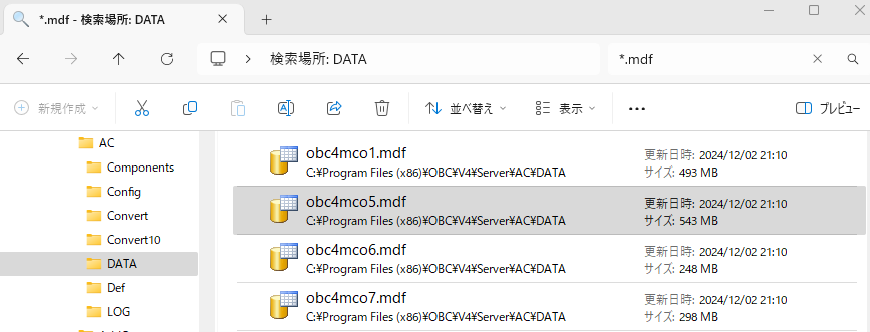 *.mdf - 検索場所: DATA
検索場所: DATA
*.mdf
新規作成
並べ替え
表示
プレビュー
AC
Components
Config
Convert
Convert10
DATA
Def
LOG
obc4mco1.mdf
C:¥Program Files (x86)¥OBC¥V4¥Server¥AC¥DATA
更新日時: 2024/12/02 21:10
サイズ: 493 MB
obc4mco5.mdf
C:¥Program Files (x86)¥OBC¥V4¥Server¥AC¥DATA
更新日時: 2024/12/02 21:10
サイズ: 543 MB
obc4mco6.mdf
C:¥Program Files (x86)¥OBC¥V4¥Server¥AC¥DATA
更新日時: 2024/12/02 21:10
サイズ: 248 MB
obc4mco7.mdf
C:¥Program Files (x86)¥OBC¥V4¥Server¥AC¥DATA
更新日時: 2024/12/02 21:10
サイズ: 298 MB